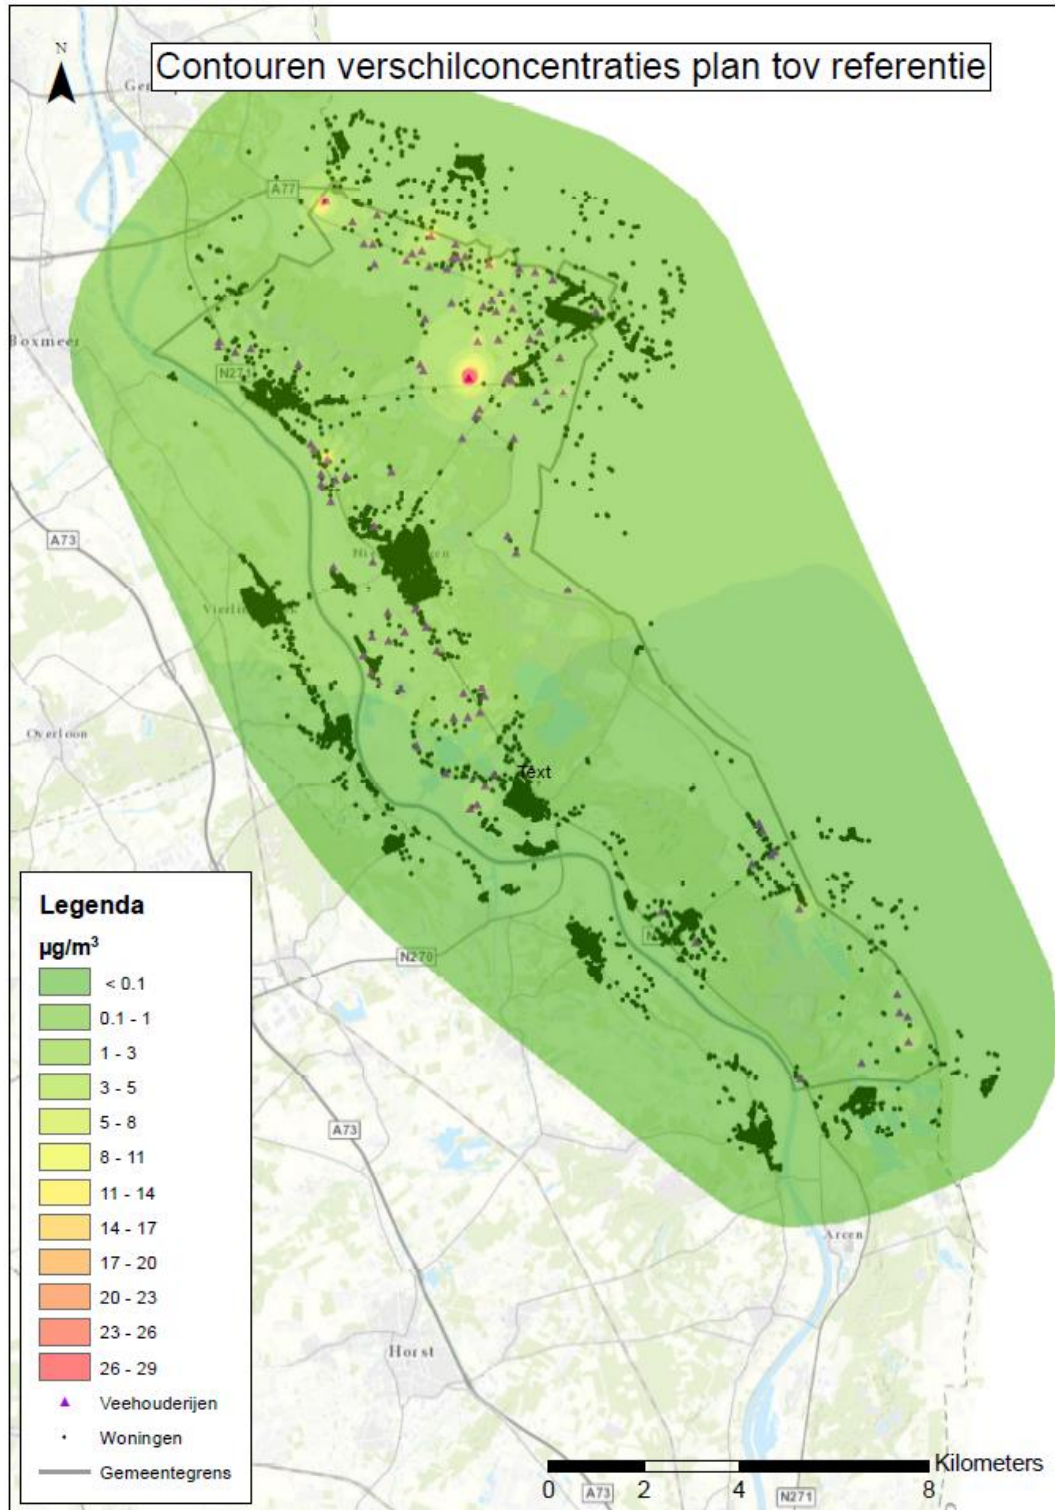 N
Contouren verschilconcentraties plan tov referentie
A77
Boxmeer
N271
A73
Overloon
Text
N270
Legenda
µg/m³
< 0.1
0.1 - 1
1 - 3
3 - 5
5 - 8
8 - 11
11 - 14
14 - 17
17 - 20
20 - 23
23 - 26
26 - 29
Veehouderijen
Woningen
Gemeentegrens
A73
Arcen
Horst
Kilometers
0 2 4 8
A73
N271